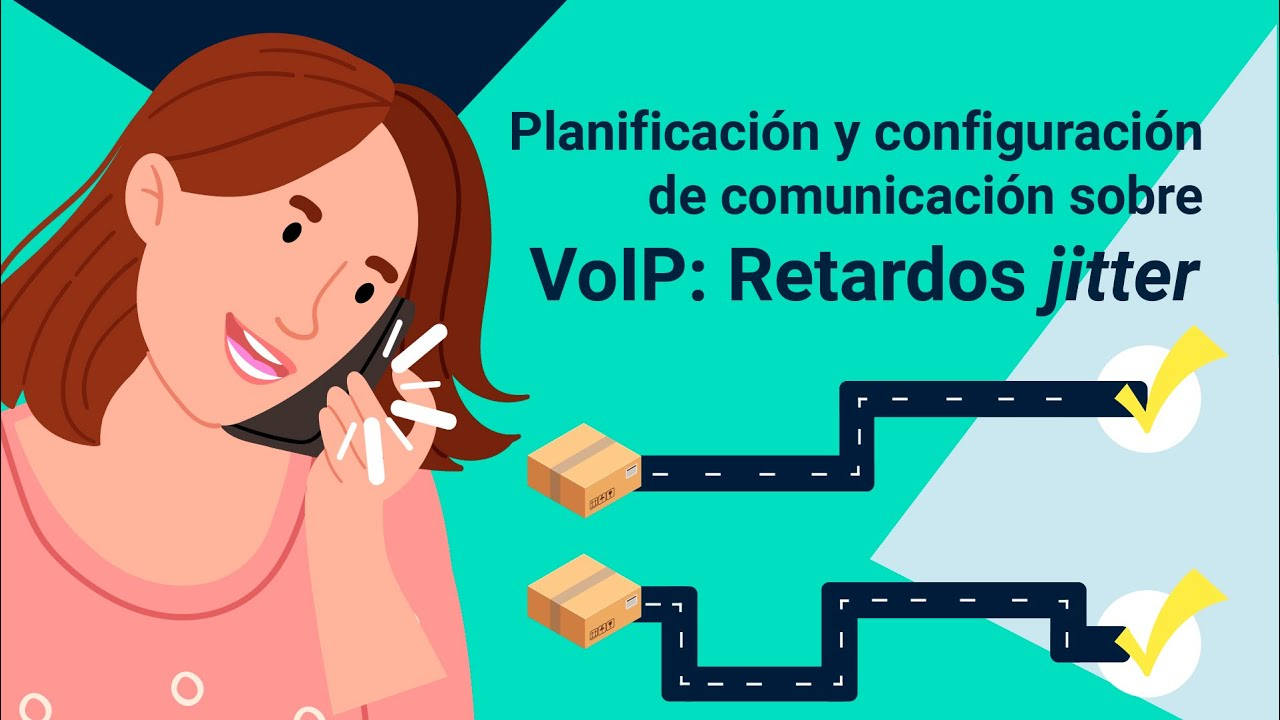 Planificación y configuración
de comunicación sobre
VoIP: Retardos jitter